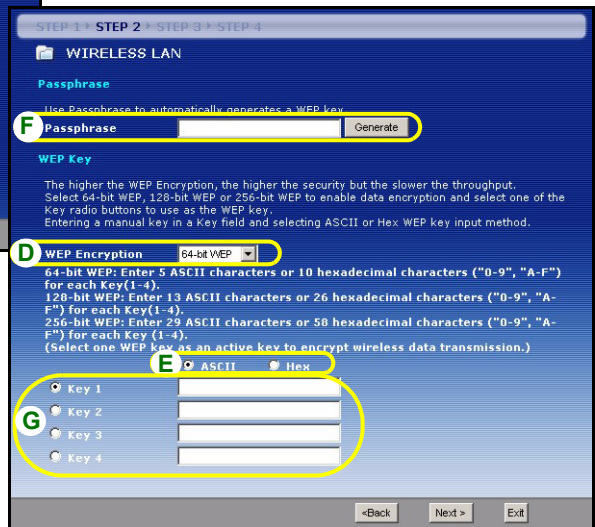 STEP 1 STEP 2 STEP 3 STEP 4
WIRELESS LAN
Passphrase
Use Passphrase to automatically generates a WEP key
F
Passphrase
Generate
WEP Key
The higher the WEP Encryption, the higher the security but the slower the throughput.
Select 64-bit WEP, 128-bit WEP or 256-bit WEP to enable data encryption and select one of the
Key radio buttons to use as the WEP key.
Entering a manual key in a Key field and selecting ASCII or Hex WEP key input method.
D
WEP Encryption 64-bit WEP
64-bit WEP: Enter 5 ASCII characters or 10 hexadecimal characters ("0-9", "A-F")
for each Key(1-4).
128-bit WEP: Enter 13 ASCII characters or 26 hexadecimal characters ("0-9", "A-
F") for each Key(1-4).
256-bit WEP: Enter 29 ASCII characters or 58 hexadecimal characters ("0-9", "A-
F") for each Key (1-4).
(Select one WEP key as an active key to encrypt wireless data transmission.)
E
ASCII Hex
G
Key 1
Key 2
Key 3
Key 4
<Back Next > Exit